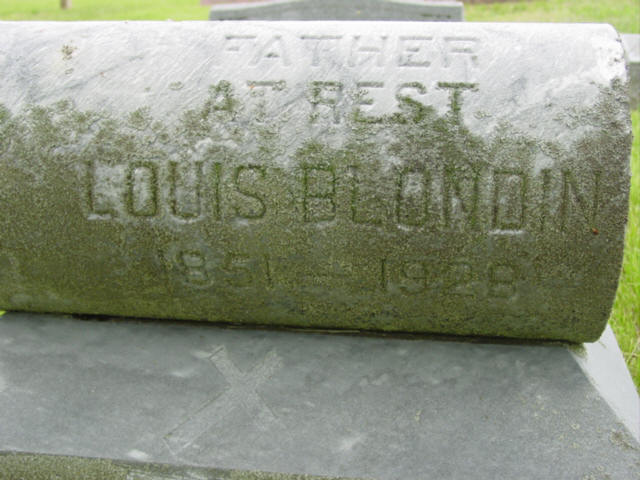 FATHER
AT REST
LOUIS BLONDIN
1851 — 1928